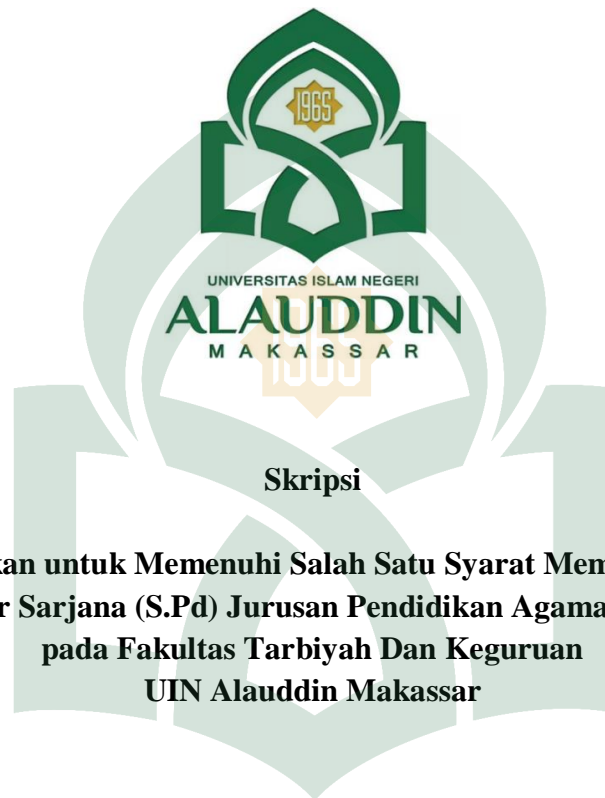 1965
UNIVERSITAS ISLAM NEGERI
ALAUDDIN
MAKASSAR
1965
Skripsi
kan untuk Memenuhi Salah Satu Syarat Mem
r Sarjana (S.Pd) Jurusan Pendidikan Agama
pada Fakultas Tarbiyah Dan Keguruan
UIN Alauddin Makassar